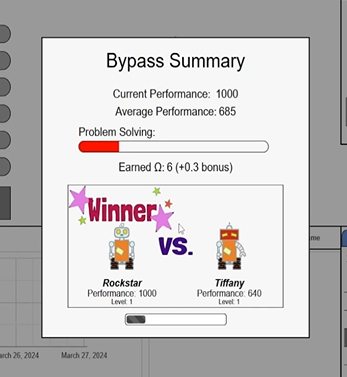 Bypass Summary
Current Performance: 1000
Average Performance: 685
Problem Solving:
Earned Ω: 6 (+0.3 bonus)
Winner
VS.
Rockstar
Tiffany
Performance: 1000
Performance: 640
Level: 1
Level: 1
me
arch 26, 2024
March 27, 2024